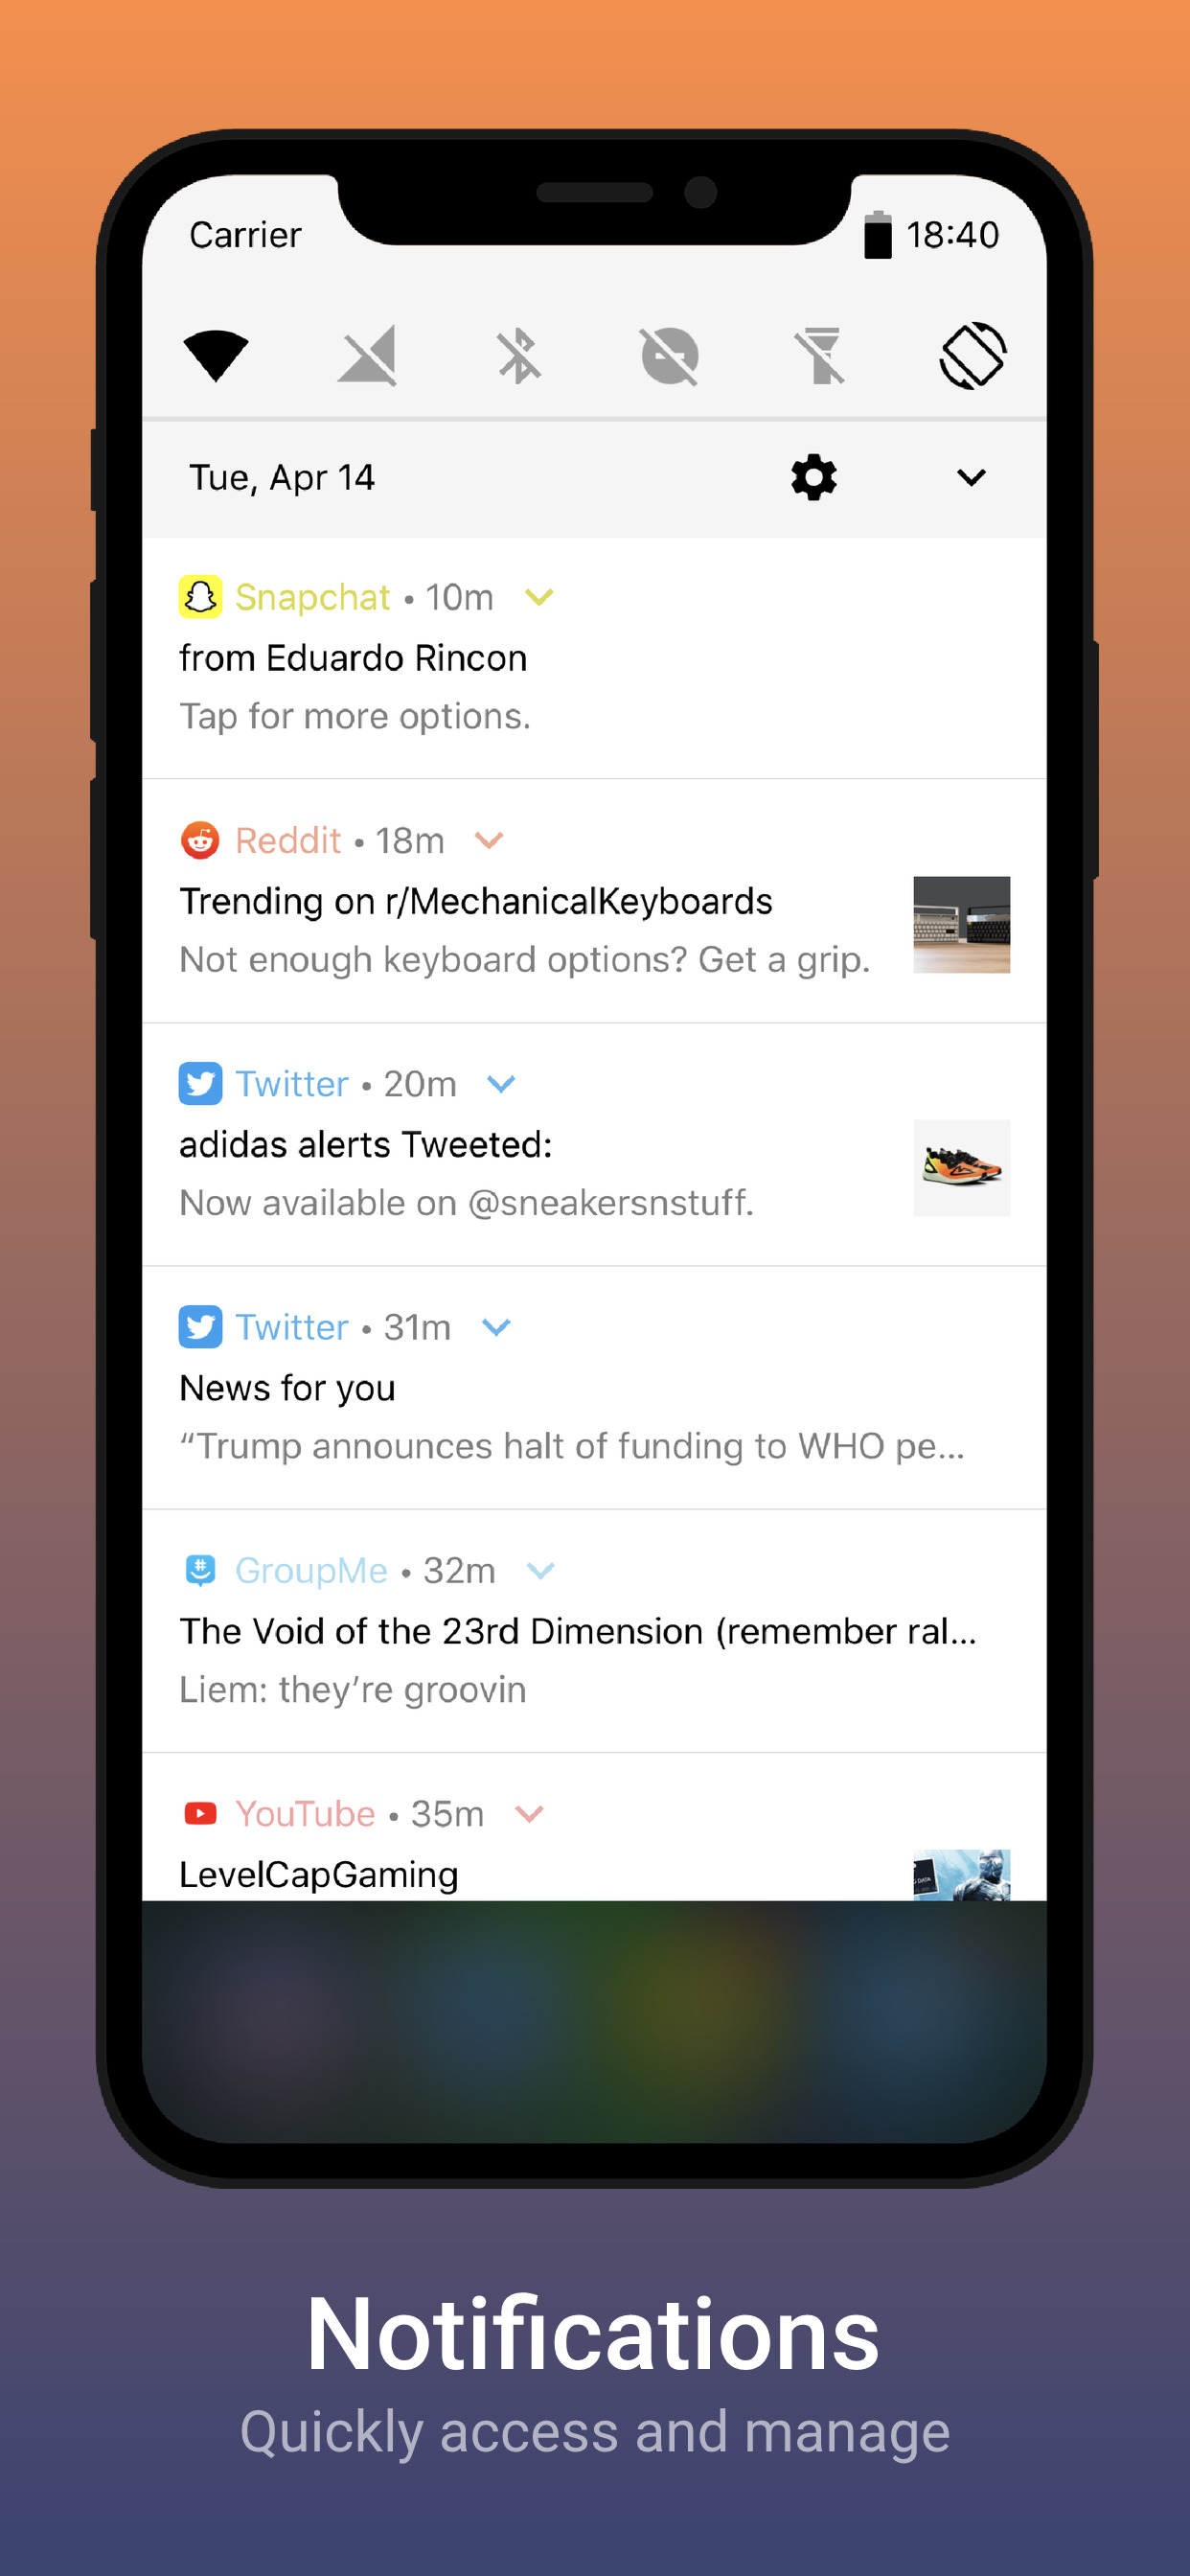 Carrier
18:40
Tue, Apr 14
Snapchat • 10m
from Eduardo Rincon
Tap for more options.
Reddit • 18m
Trending on r/MechanicalKeyboards
Not enough keyboard options? Get a grip.
Twitter • 20m
adidas alerts Tweeted:
Now available on @sneakersnstuff.
Twitter • 31m
News for you
“Trump announces halt of funding to WHO pe...
GroupMe • 32m
The Void of the 23rd Dimension (remember ral...
Liem: they’re groovin
YouTube • 35m
LevelCapGaming
Notifications
Quickly access and manage